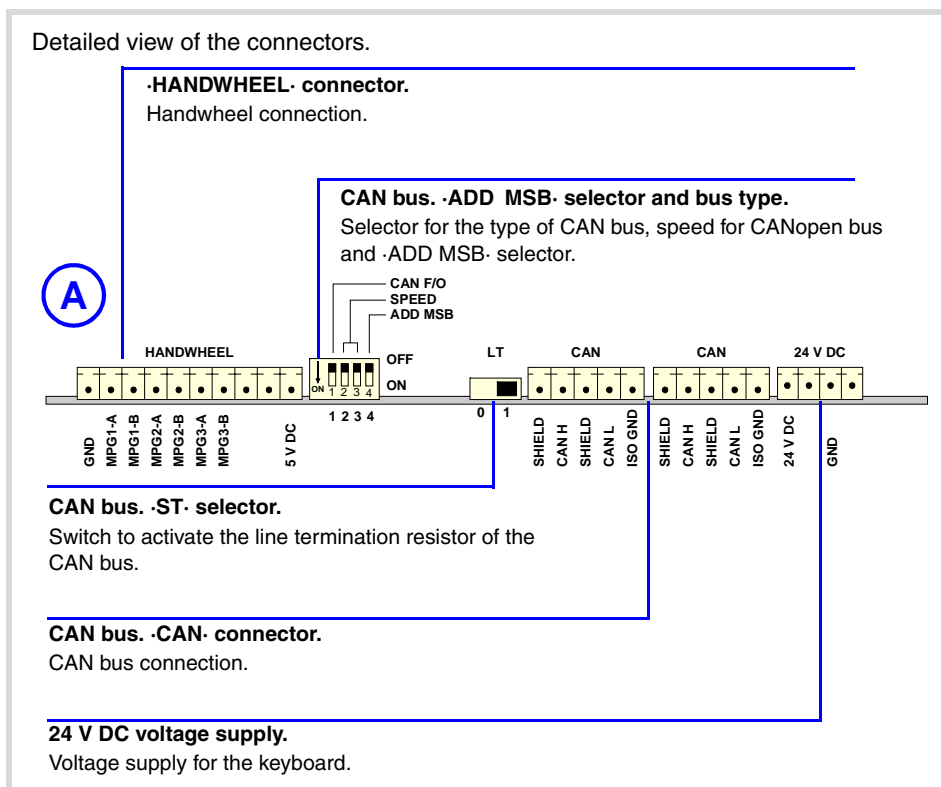 Detailed view of the connectors.
·HANDWHEEL· connector.
Handwheel connection.
CAN bus. ·ADD MSB· selector and bus type.
Selector for the type of CAN bus, speed for CANopen bus
and ·ADD MSB· selector.
A
CAN F/O
SPEED
ADD MSB
HANDWHEEL
OFF
LT
CAN
CAN
24 V DC
ON
1 2 3 4
ON
1 2 3 4
0 1
GND
MPG1-A
MPG1-B
MPG2-A
MPG2-B
MPG3-A
MPG3-B
5 V DC
SHIELD
CAN H
SHIELD
CAN L
ISO GND
SHIELD
CAN H
SHIELD
CAN L
ISO GND
24 V DC
GND
CAN bus. ·ST· selector.
Switch to activate the line termination resistor of the
CAN bus.
CAN bus. ·CAN· connector.
CAN bus connection.
24 V DC voltage supply.
Voltage supply for the keyboard.